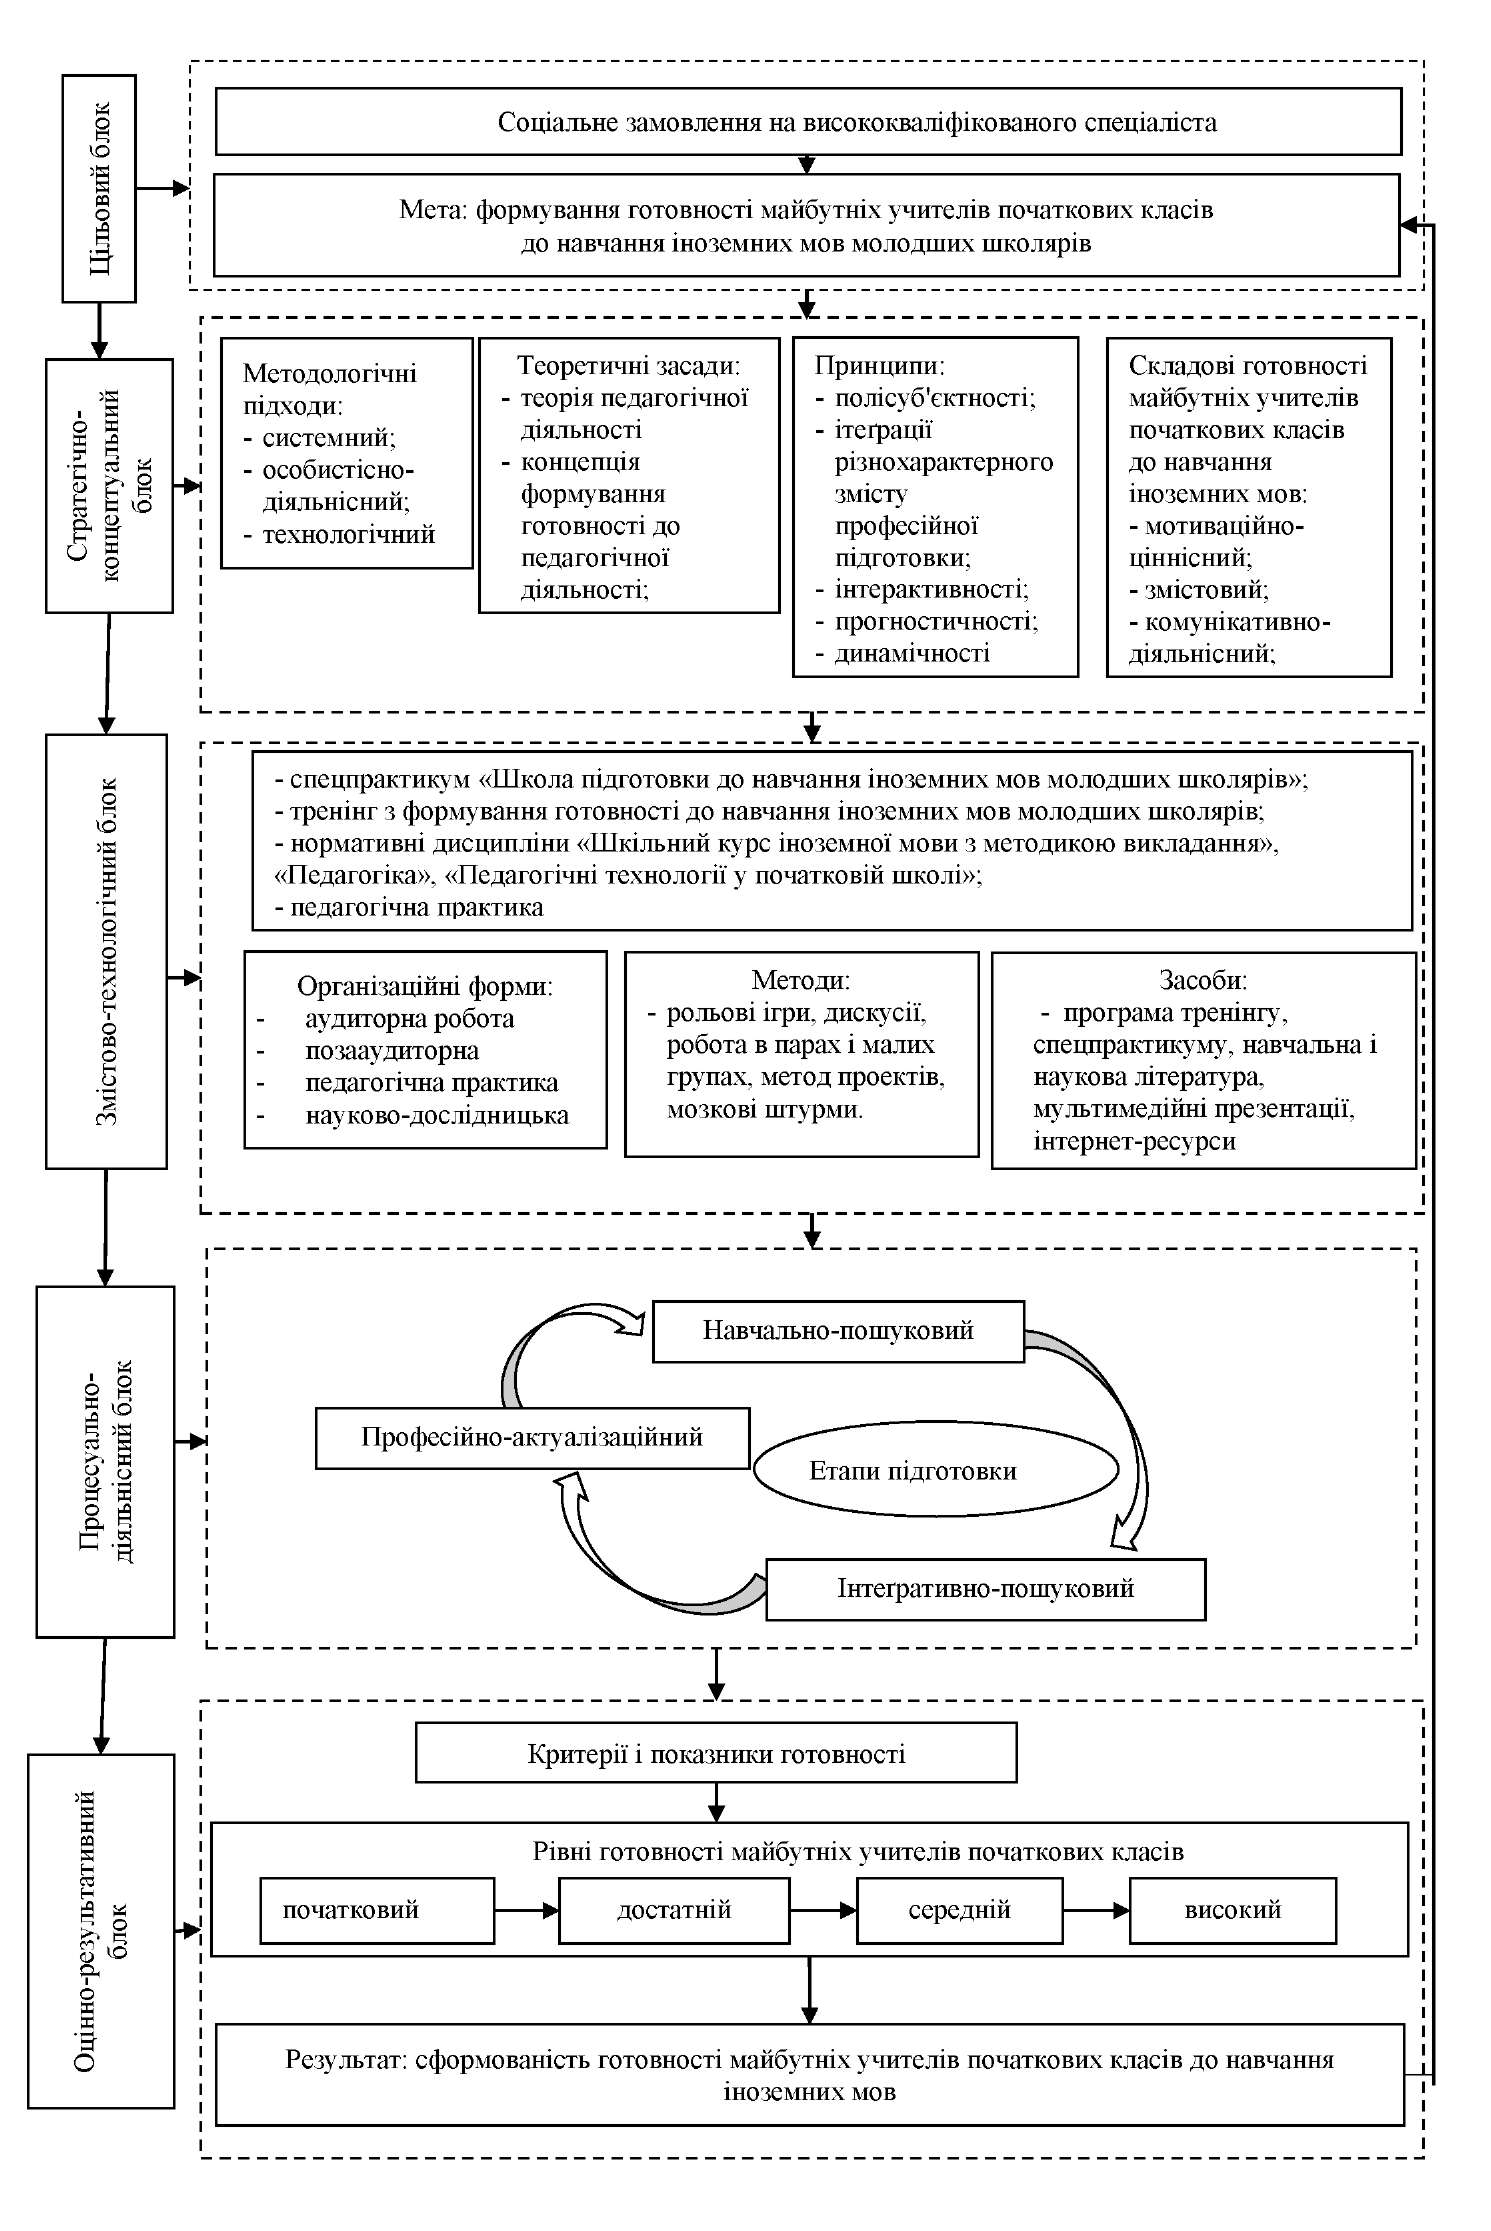 Цільовий блок
Соціальне замовлення на висококваліфікованого спеціаліста
Мета: формування готовності майбутніх учителів початкових класів
до навчання іноземних мов молодших школярів
Стратегічно-
концептуальний
блок
Методологічні
підходи:
- системний;
- особистісно-
діяльнісний;
- технологічний
Теоретичні засади:
- теорія педагогічної
діяльності
- концепція
формування
готовності до
педагогічної
діяльності;
Принципи:
- полісуб'єктності;
- ітеґрації
різнохарактерного
змісту
професійної
підготовки;
- інтерактивності;
- прогностичності;
- динамічності
Складові готовності
майбутніх учителів
початкових класів
до навчання
іноземних мов:
- мотиваційно-
ціннісний;
- змістовий;
- комунікативно-
діяльнісний;
Змістово-технологічний блок
- спецпрактикум «Школа підготовки до навчання іноземних мов молодших школярів»;
- тренінг з формування готовності до навчання іноземних мов молодших школярів;
- нормативні дисципліни «Шкільний курс іноземної мови з методикою викладання»,
«Педагогіка», «Педагогічні технології у початковій школі»;
- педагогічна практика
Організаційні форми:
- аудиторна робота
- позааудиторна
- педагогічна практика
- науково-дослідницька
Методи:
- рольові ігри, дискусії,
робота в парах і малих
групах, метод проектів,
мозкові штурми.
Засоби:
- програма тренінгу,
спецпрактикуму, навчальна і
наукова література,
мультимедійні презентації,
інтернет-ресурси
Процесуально-
діяльнісний блок
Навчально-пошуковий
Професійно-актуалізаційний
Етапи підготовки
Інтеґративно-пошуковий
Оцінно-результативний
блок
Критерії і показники готовності
Рівні готовності майбутніх учителів початкових класів
початковий
достатній
середній
високий
Результат: сформованість готовності майбутніх учителів початкових класів до навчання
іноземних мов